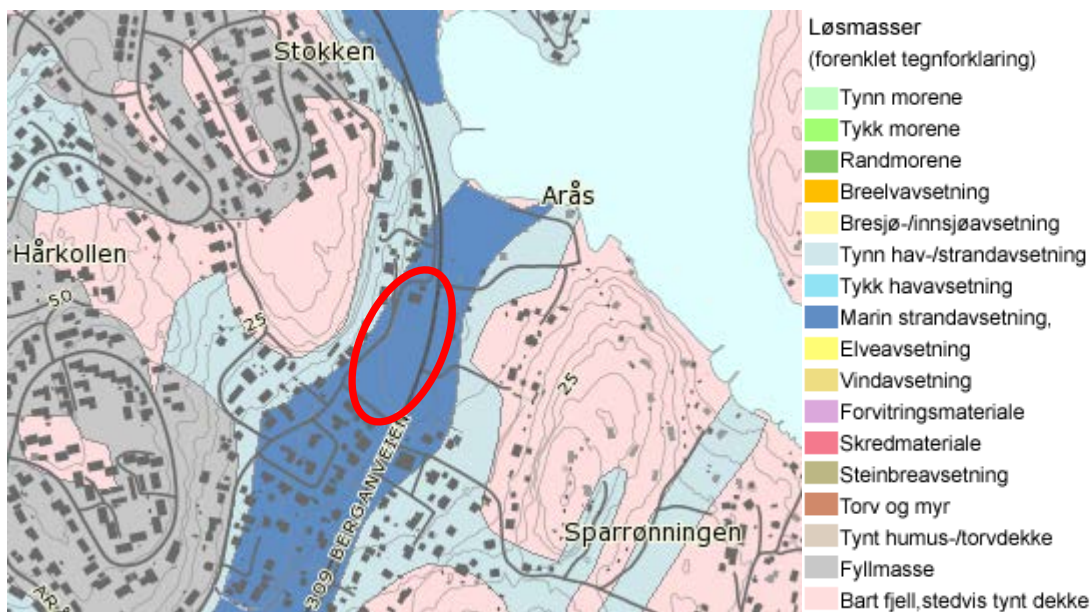 Stokken
Arås
Hårkollen
50
25
25
309 BERGANVEIEN
Sparrønningen
Løsmasser
(forenklet tegnforklaring)
Tynn morene
Tykk morene
Randmorene
Breelvavsetning
Bresjø-/innsjøavsetning
Tynn hav-/strandavsetning
Tykk havavsetning
Marin strandavsetning,
Elveavsetning
Vindavsetning
Forvitringsmateriale
Skredmateriale
Steinbreavsetning
Torv og myr
Tynt humus-/torvdekke
Fyllmasse
Bart fjell,stedvis tynt dekke